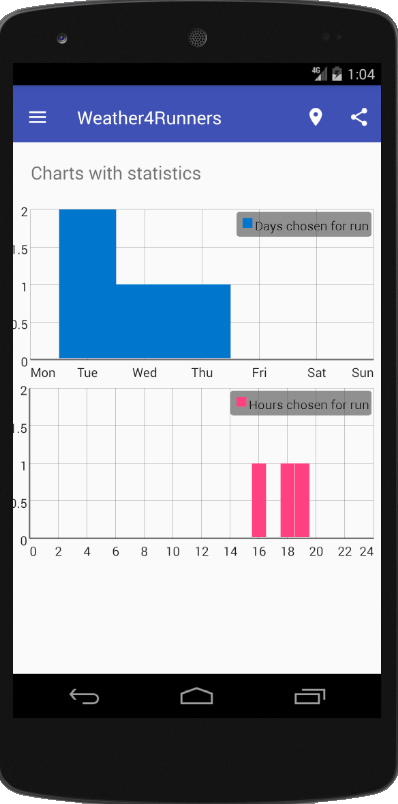 4G 1:04
Weather4Runners
Charts with statistics
2
Days chosen for run
1.5
1
0.5
0
Mon Tue Wed Thu Fri Sat Sun
2
Hours chosen for run
1.5
1
0.5
0
0 2 4 6 8 10 12 14 16 18 20 22 24